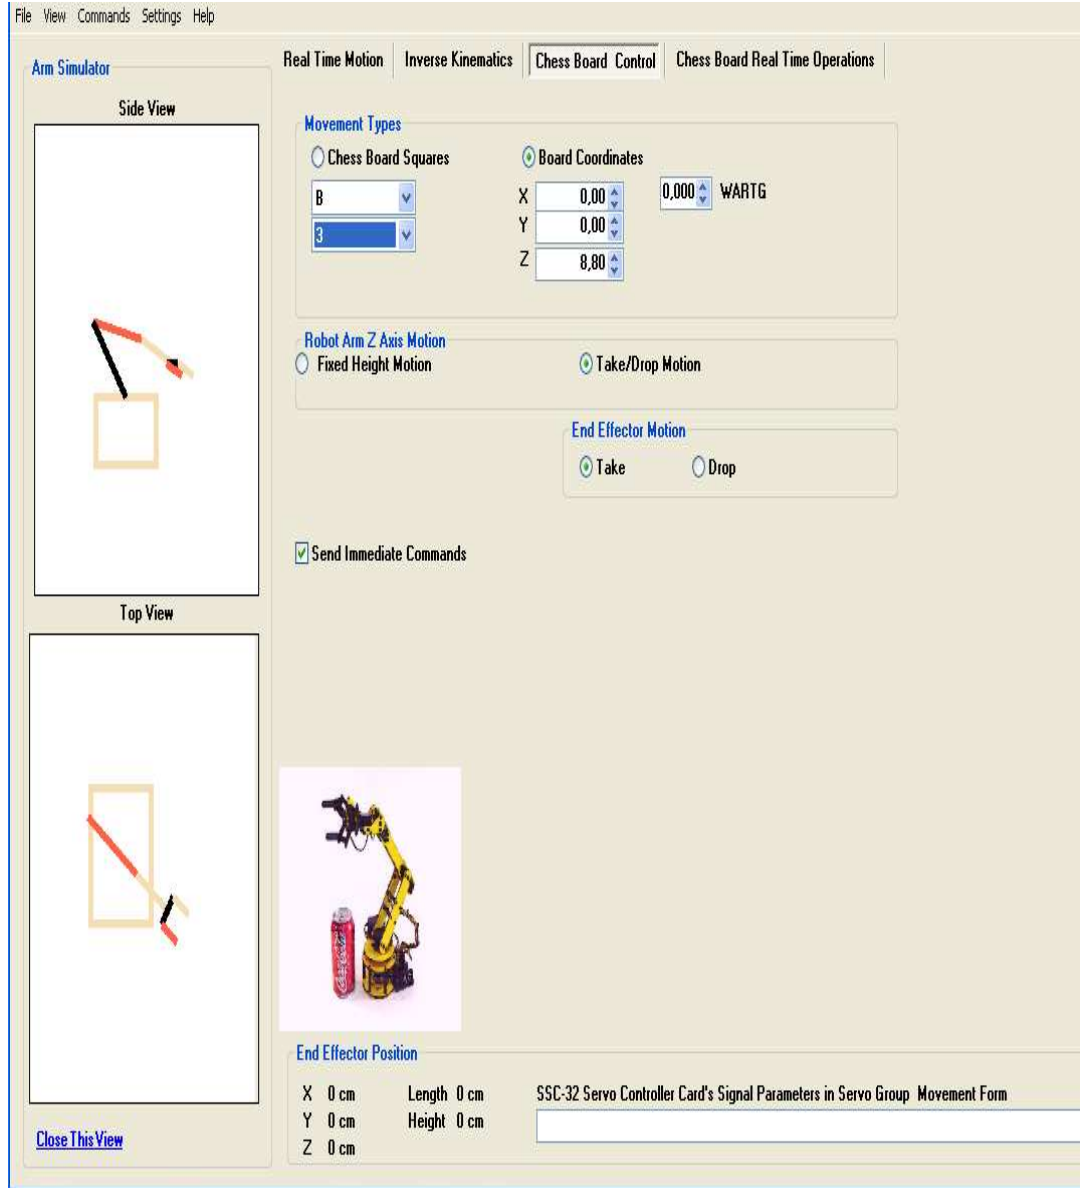 File View Commands Settings Help
Arm Simulator
Side View
Top View
Close This View
Real Time Motion Inverse Kinematics Chess Board Control Chess Board Real Time Operations
Movement Types
Chess Board Squares Board Coordinates
B X 0,00 0,000 WARTG
3 Y 0,00
Z 8,80
Robot Arm Z Axis Motion
Fixed Height Motion Take/Drop Motion
End Effector Motion
Take Drop
Send Immediate Commands
End Effector Position
X 0 cm Length 0 cm SSC-32 Servo Controller Card's Signal Parameters in Servo Group Movement Form
Y 0 cm Height 0 cm
Z 0 cm